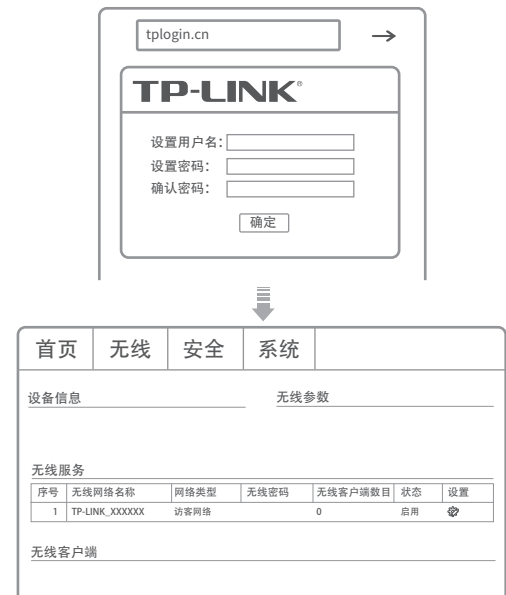 tplogin.cn
TP-LINK®
设置用户名：
设置密码：
确认密码：
确定
首页 无线 安全 系统
设备信息 无线参数
无线服务
序号 无线网络名称 网络类型 无线密码 无线客户端数目 状态 设置
1 TP-LINK_XXXXXX 访客网络 0 启用
无线客户端